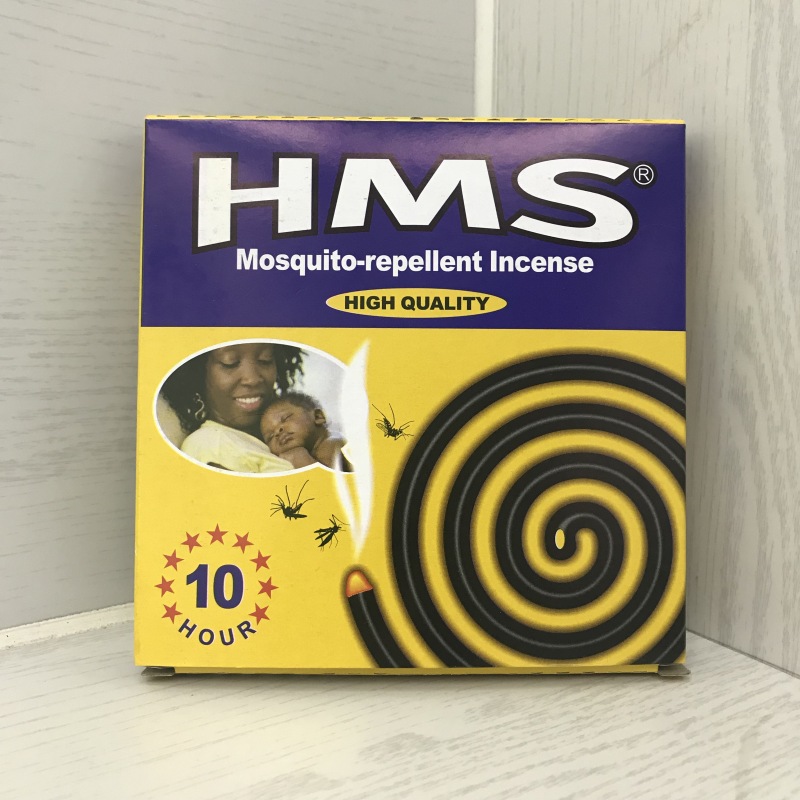 HMS®
Mosquito-repellent Incense
HIGH QUALITY
10
HOUR